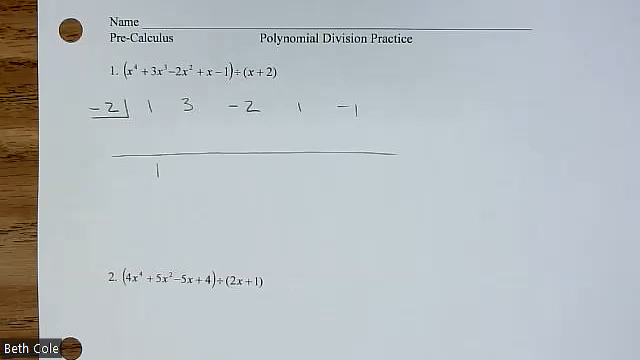 Name
Pre-Calculus Polynomial Division Practice
1. (x⁴ + 3x³–2x² + x – 1) ÷ (x + 2)
-2| 1 3 -2 1 -1
1
2. (4x⁴ + 5x²–5x + 4) ÷ (2x + 1)
Beth Cole